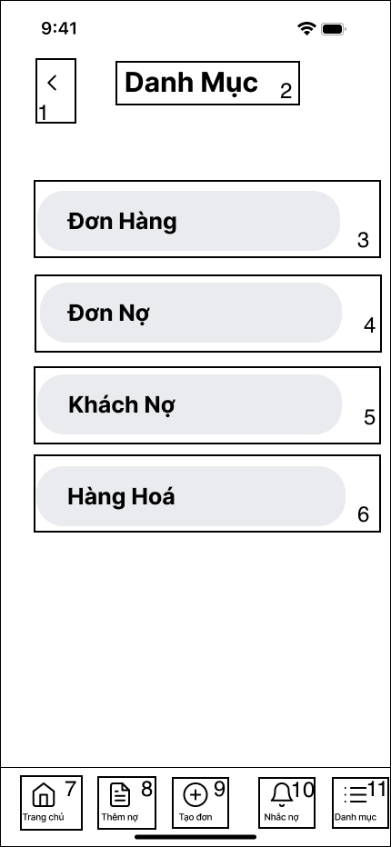 9:41
1
Danh Mục 2
Đơn Hàng 3
Đơn Nợ 4
Khách Nợ 5
Hàng Hoá 6
7 8 9 10 11
Trang chủ Thêm nợ Tạo đơn Nhắc nợ Danh mục